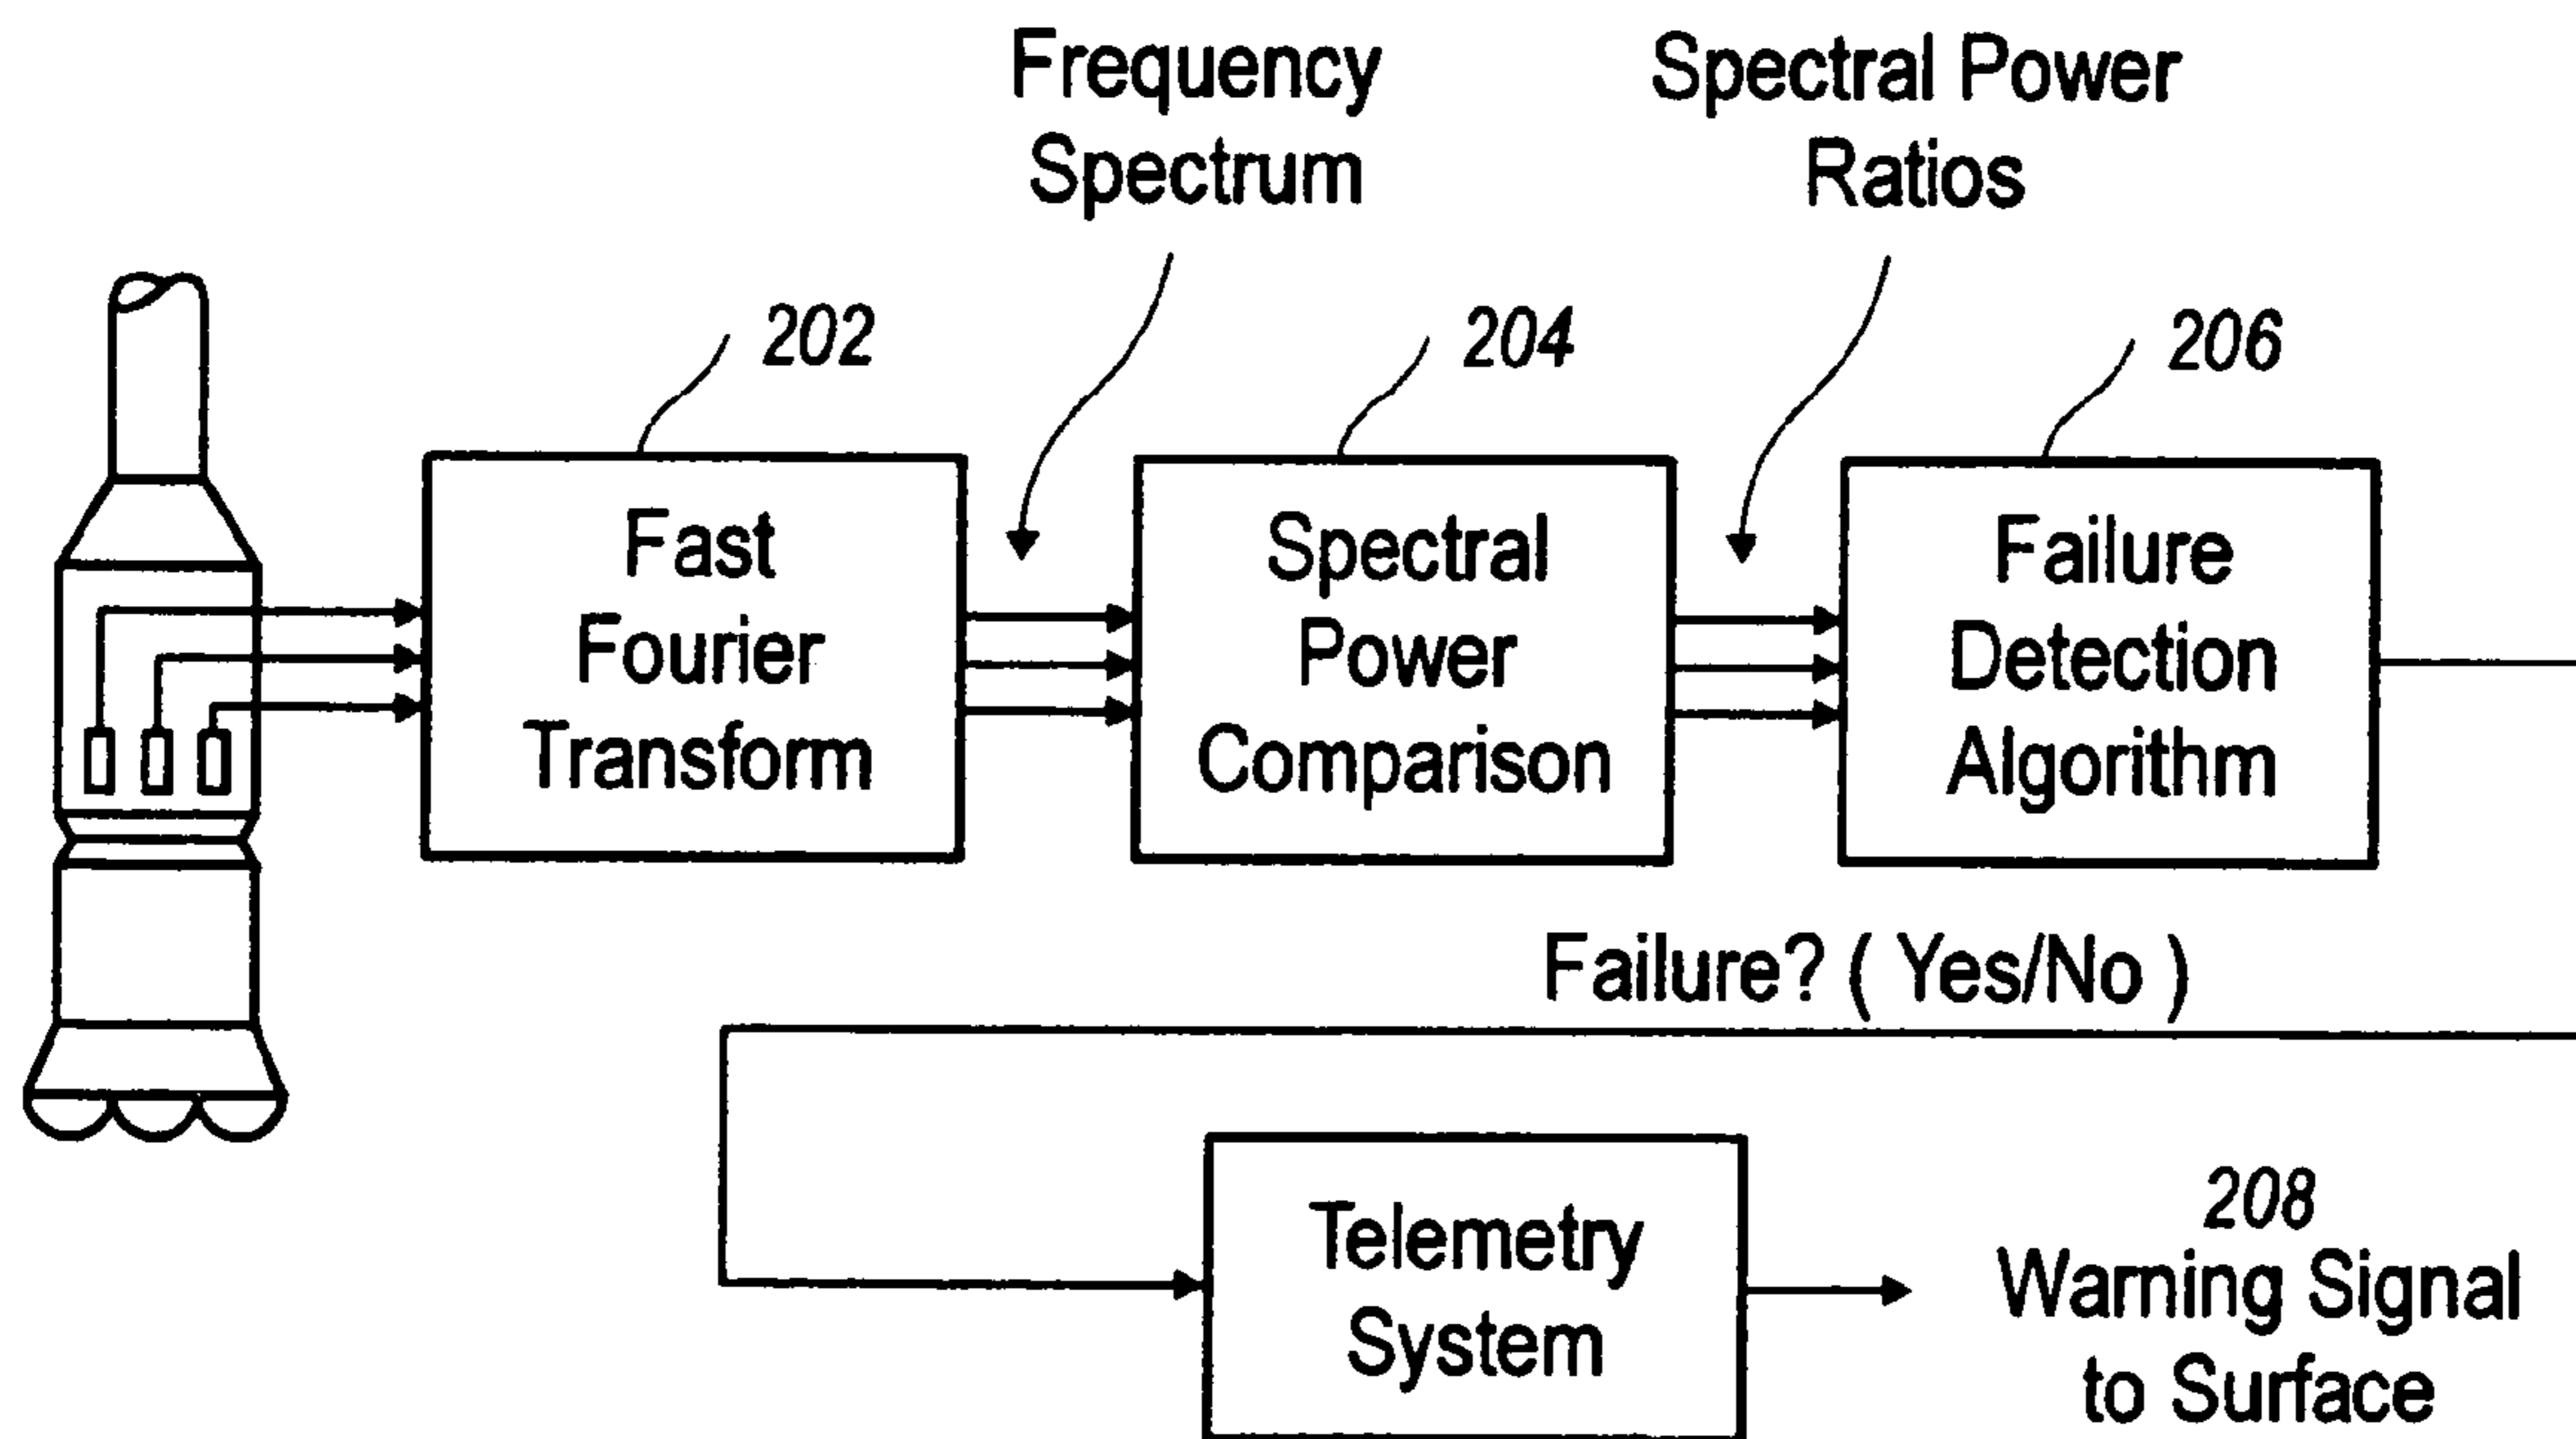 Frequency
Spectrum
Spectral Power
Ratios
202
204
206
Fast
Fourier
Transform
Spectral
Power
Comparison
Failure
Detection
Algorithm
Failure? ( Yes/No )
Telemetry
System
208
Warning Signal
to Surface